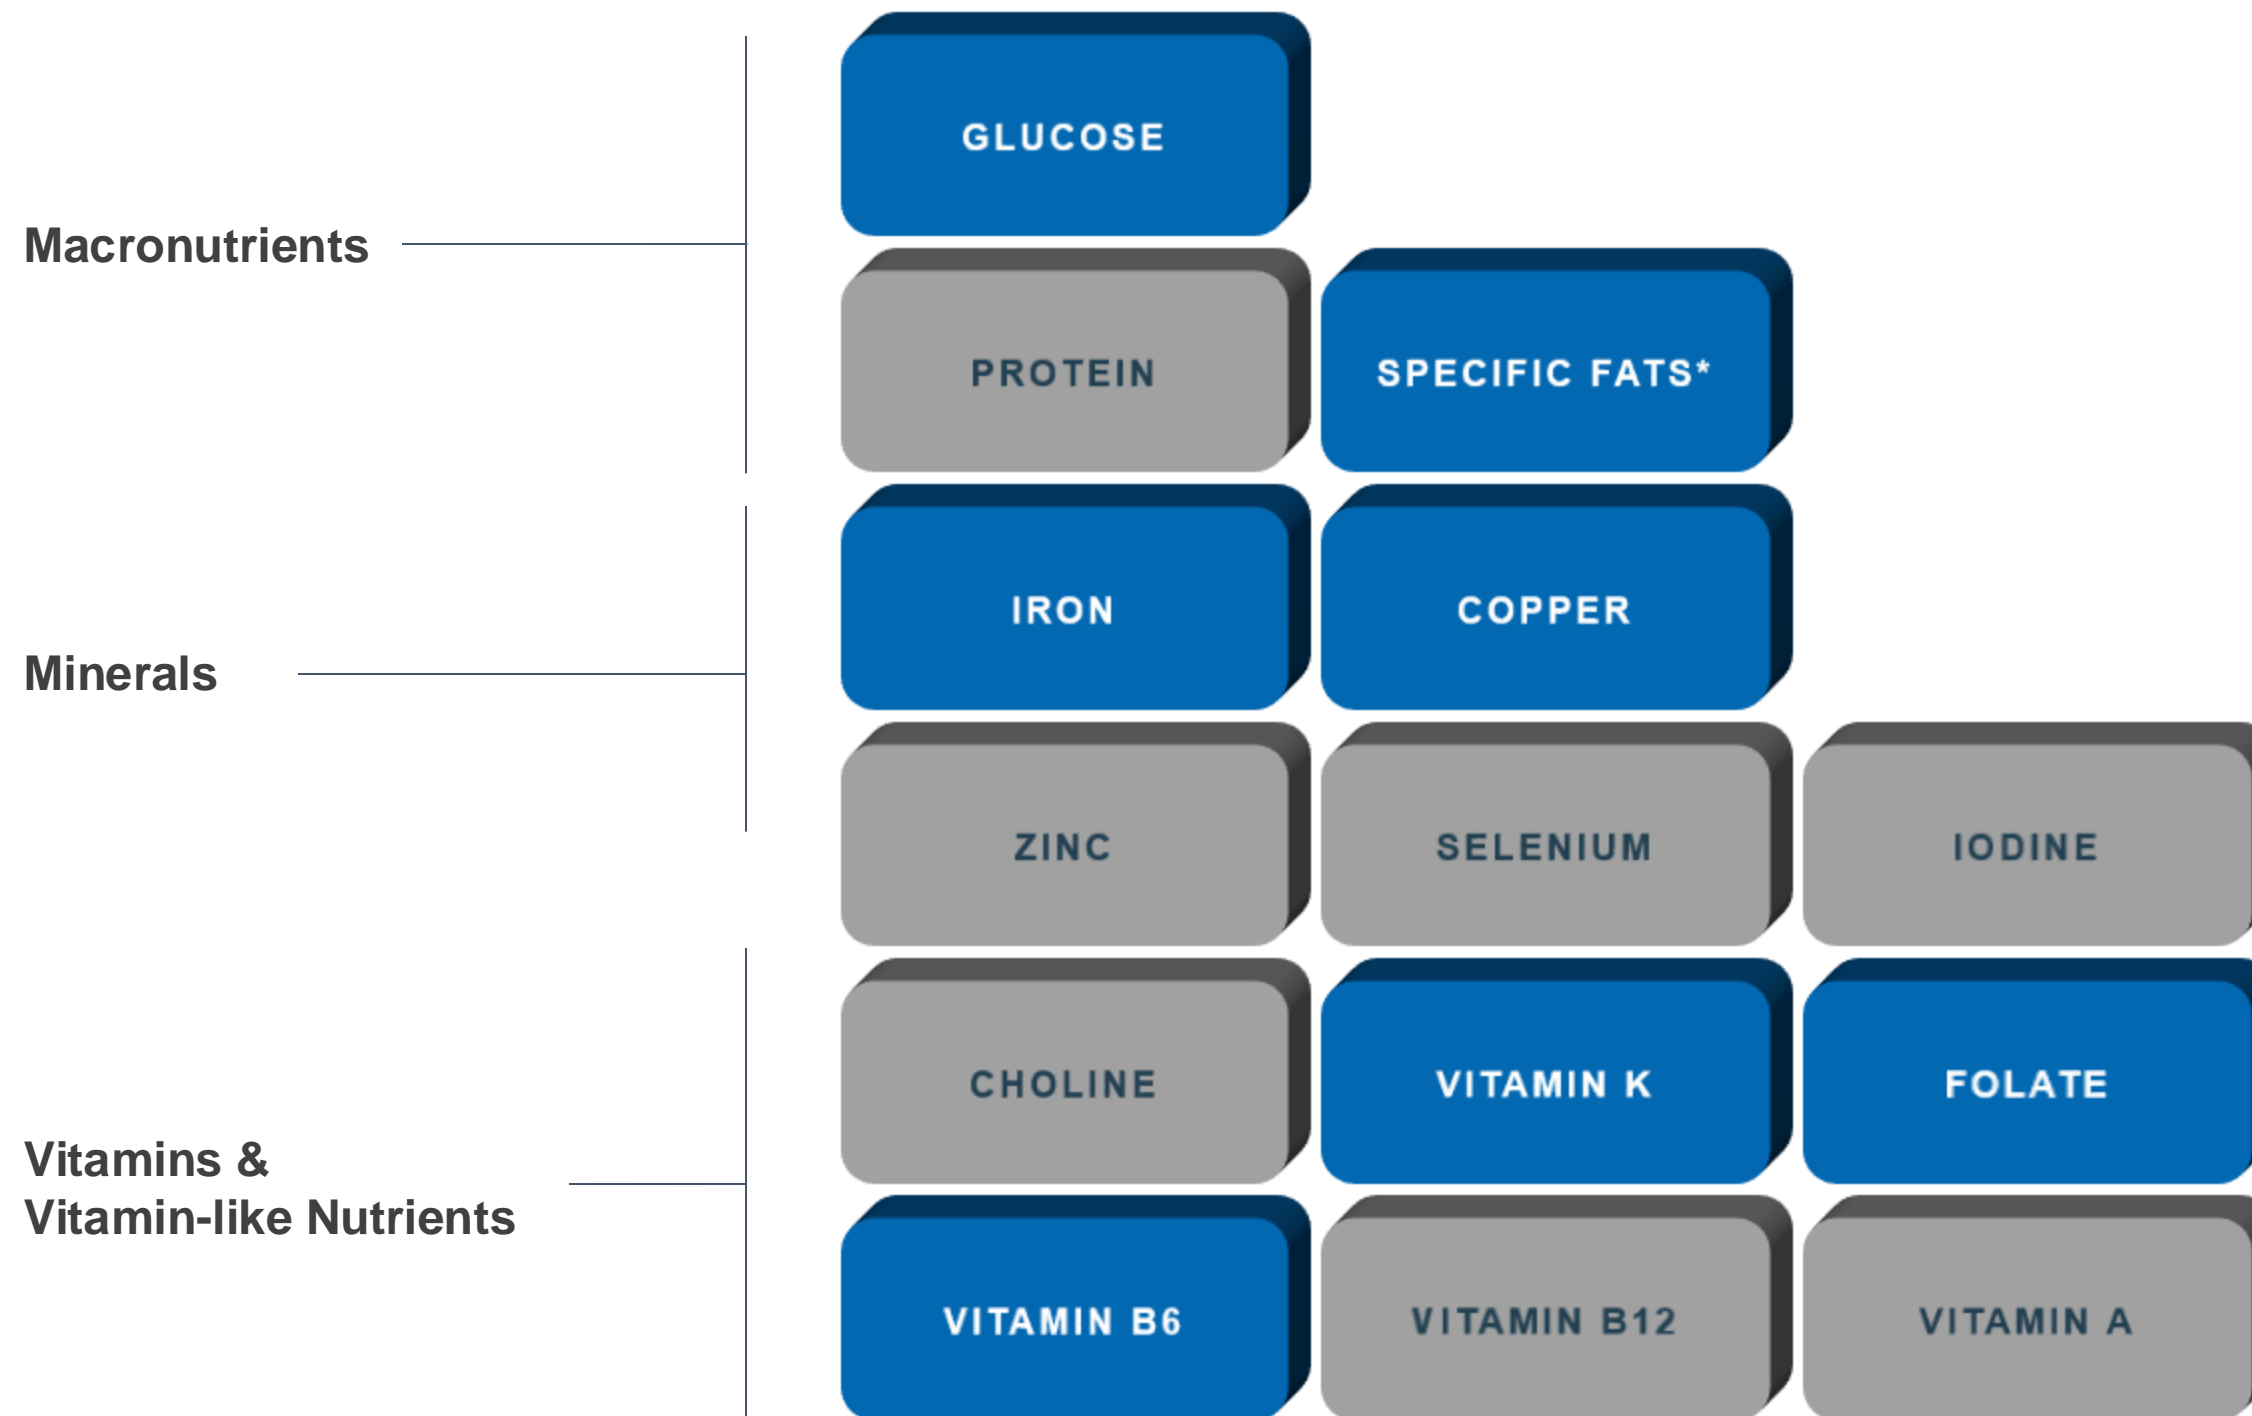 Macronutrients
GLUCOSE
PROTEIN
SPECIFIC FATS*
Minerals
IRON
COPPER
ZINC
SELENIUM
IODINE
Vitamins &
Vitamin-like Nutrients
CHOLINE
VITAMIN K
FOLATE
VITAMIN B6
VITAMIN B12
VITAMIN A